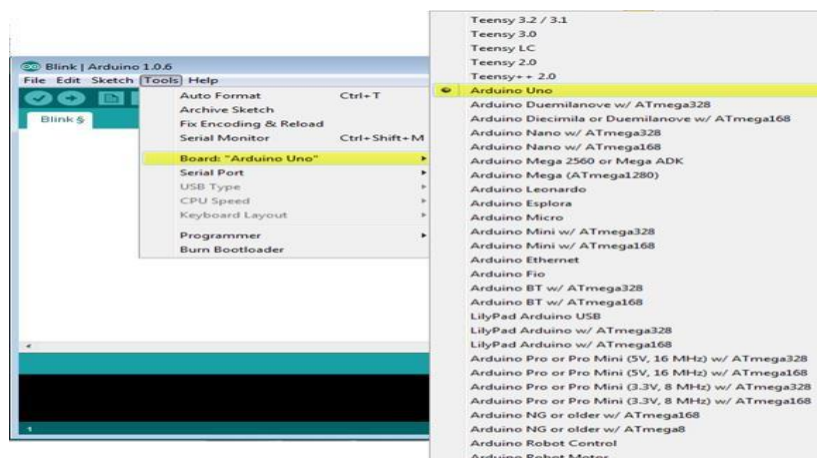 Blink | Arduino 1.0.6
File Edit Sketch Tools Help
Blink §
Auto Format Ctrl+T
Archive Sketch
Fix Encoding & Reload
Serial Monitor Ctrl+Shift+M
Board: "Arduino Uno"
Serial Port
USB Type
CPU Speed
Keyboard Layout
Programmer
Burn Bootloader
1
Teensy 3.2 / 3.1
Teensy 3.0
Teensy LC
Teensy 2.0
Teensy++ 2.0
Arduino Uno
Arduino Duemilanove w/ ATmega328
Arduino Diecimila or Duemilanove w/ ATmega168
Arduino Nano w/ ATmega328
Arduino Nano w/ ATmega168
Arduino Mega 2560 or Mega ADK
Arduino Mega (ATmega1280)
Arduino Leonardo
Arduino Esplora
Arduino Micro
Arduino Mini w/ ATmega328
Arduino Mini w/ ATmega168
Arduino Ethernet
Arduino Fio
Arduino BT w/ ATmega328
Arduino BT w/ ATmega168
LilyPad Arduino USB
LilyPad Arduino w/ ATmega328
LilyPad Arduino w/ ATmega168
Arduino Pro or Pro Mini (5V, 16 MHz) w/ ATmega328
Arduino Pro or Pro Mini (5V, 16 MHz) w/ ATmega168
Arduino Pro or Pro Mini (3.3V, 8 MHz) w/ ATmega328
Arduino Pro or Pro Mini (3.3V, 8 MHz) w/ ATmega168
Arduino NG or older w/ ATmega168
Arduino NG or older w/ ATmega8
Arduino Robot Control
Arduino Robot Motor